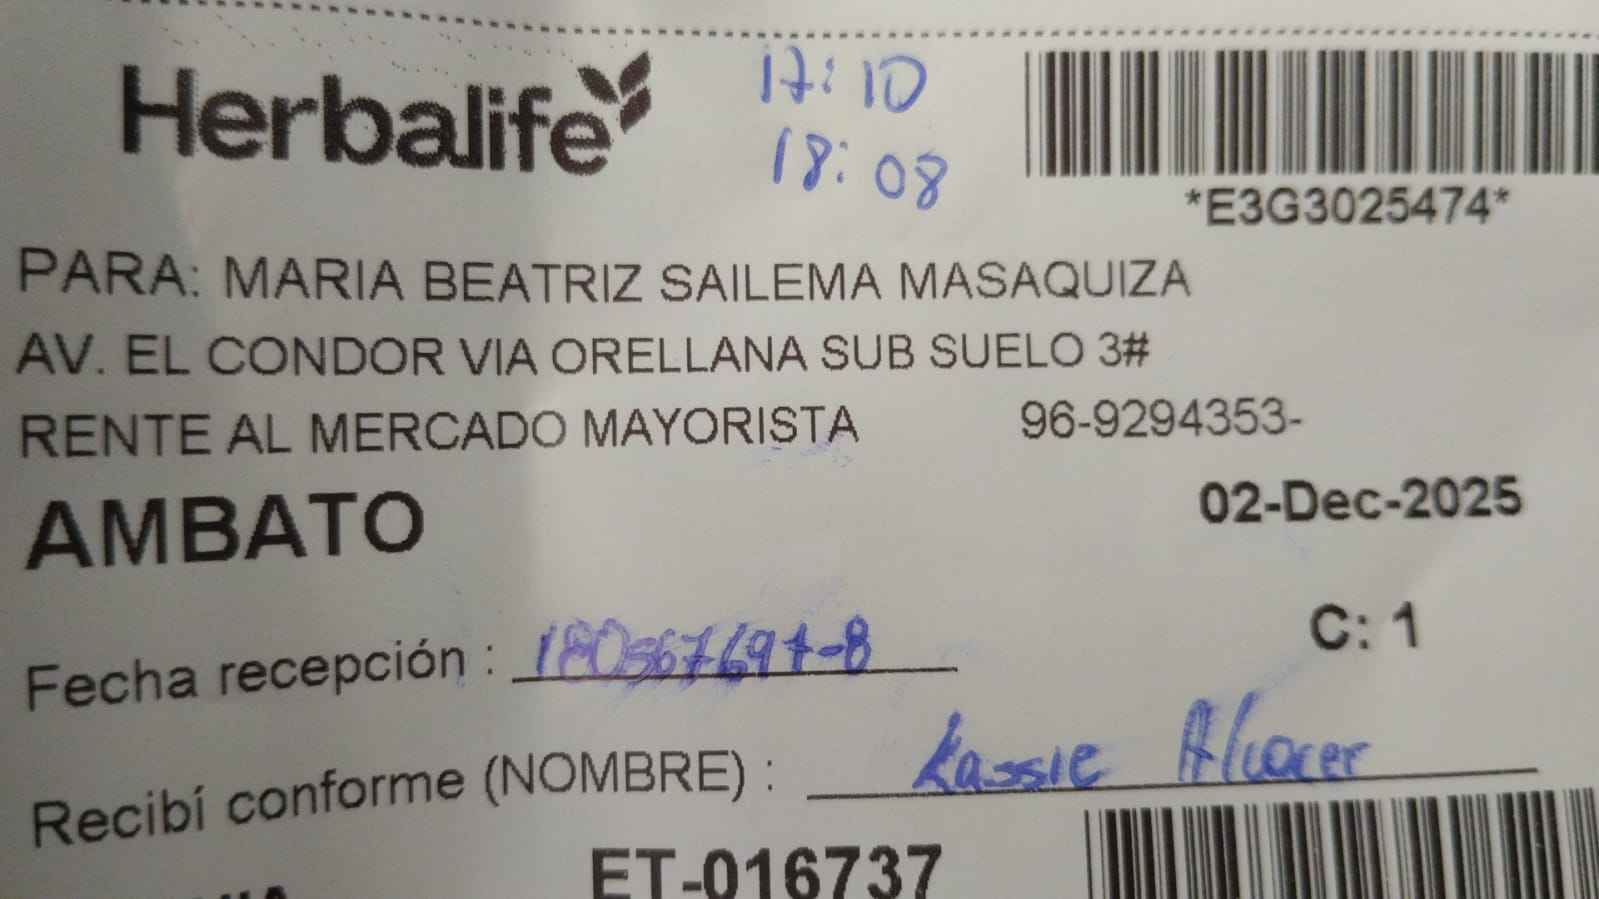 Herbalife
17:10
18:08
*E3G3025474*
PARA: MARIA BEATRIZ SAILEMA MASAQUIZA
AV. EL CONDOR VIA ORELLANA SUB SUELO 3#
RENTE AL MERCADO MAYORISTA 96-9294353-
AMBATO 02-Dec-2025
C: 1
Fecha recepción : 180567697-8
Recibí conforme (NOMBRE) : Kassie Alvocer
ET-016737